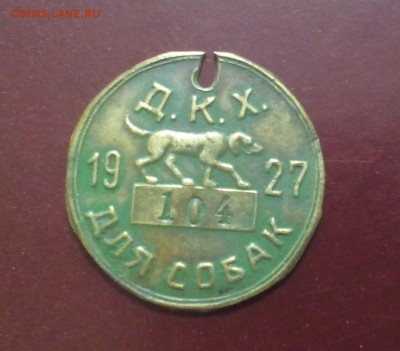 COINS.LAVE.RU
Д.К.Х.
19 27
104
ДЛЯ СОБАК